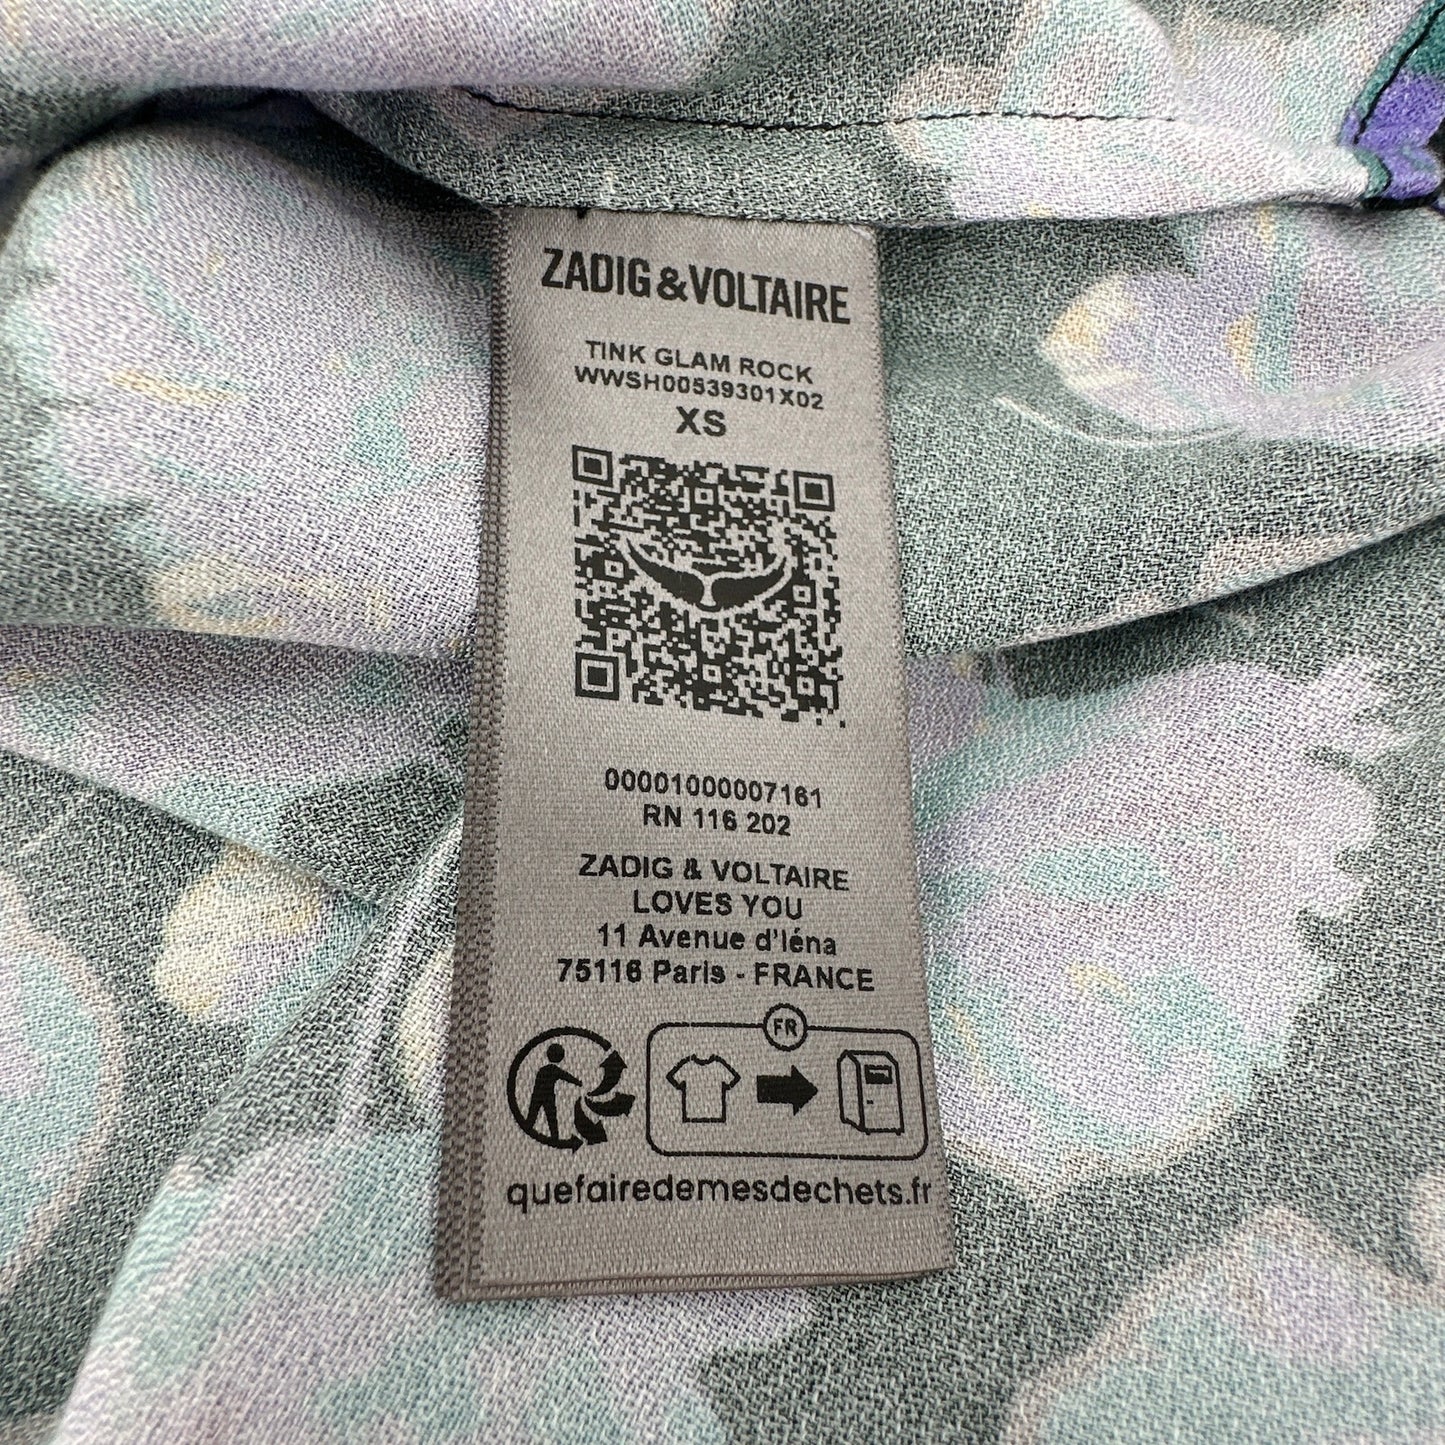 ZADIG&VOLTAIRE
TINK GLAM ROCK
WWSH00539301X02
XS
00001000007161
RN 116 202
ZADIG & VOLTAIRE
LOVES YOU
11 Avenue d'Iéna
75116 Paris - FRANCE
FR
quefairedemesdechets.fr